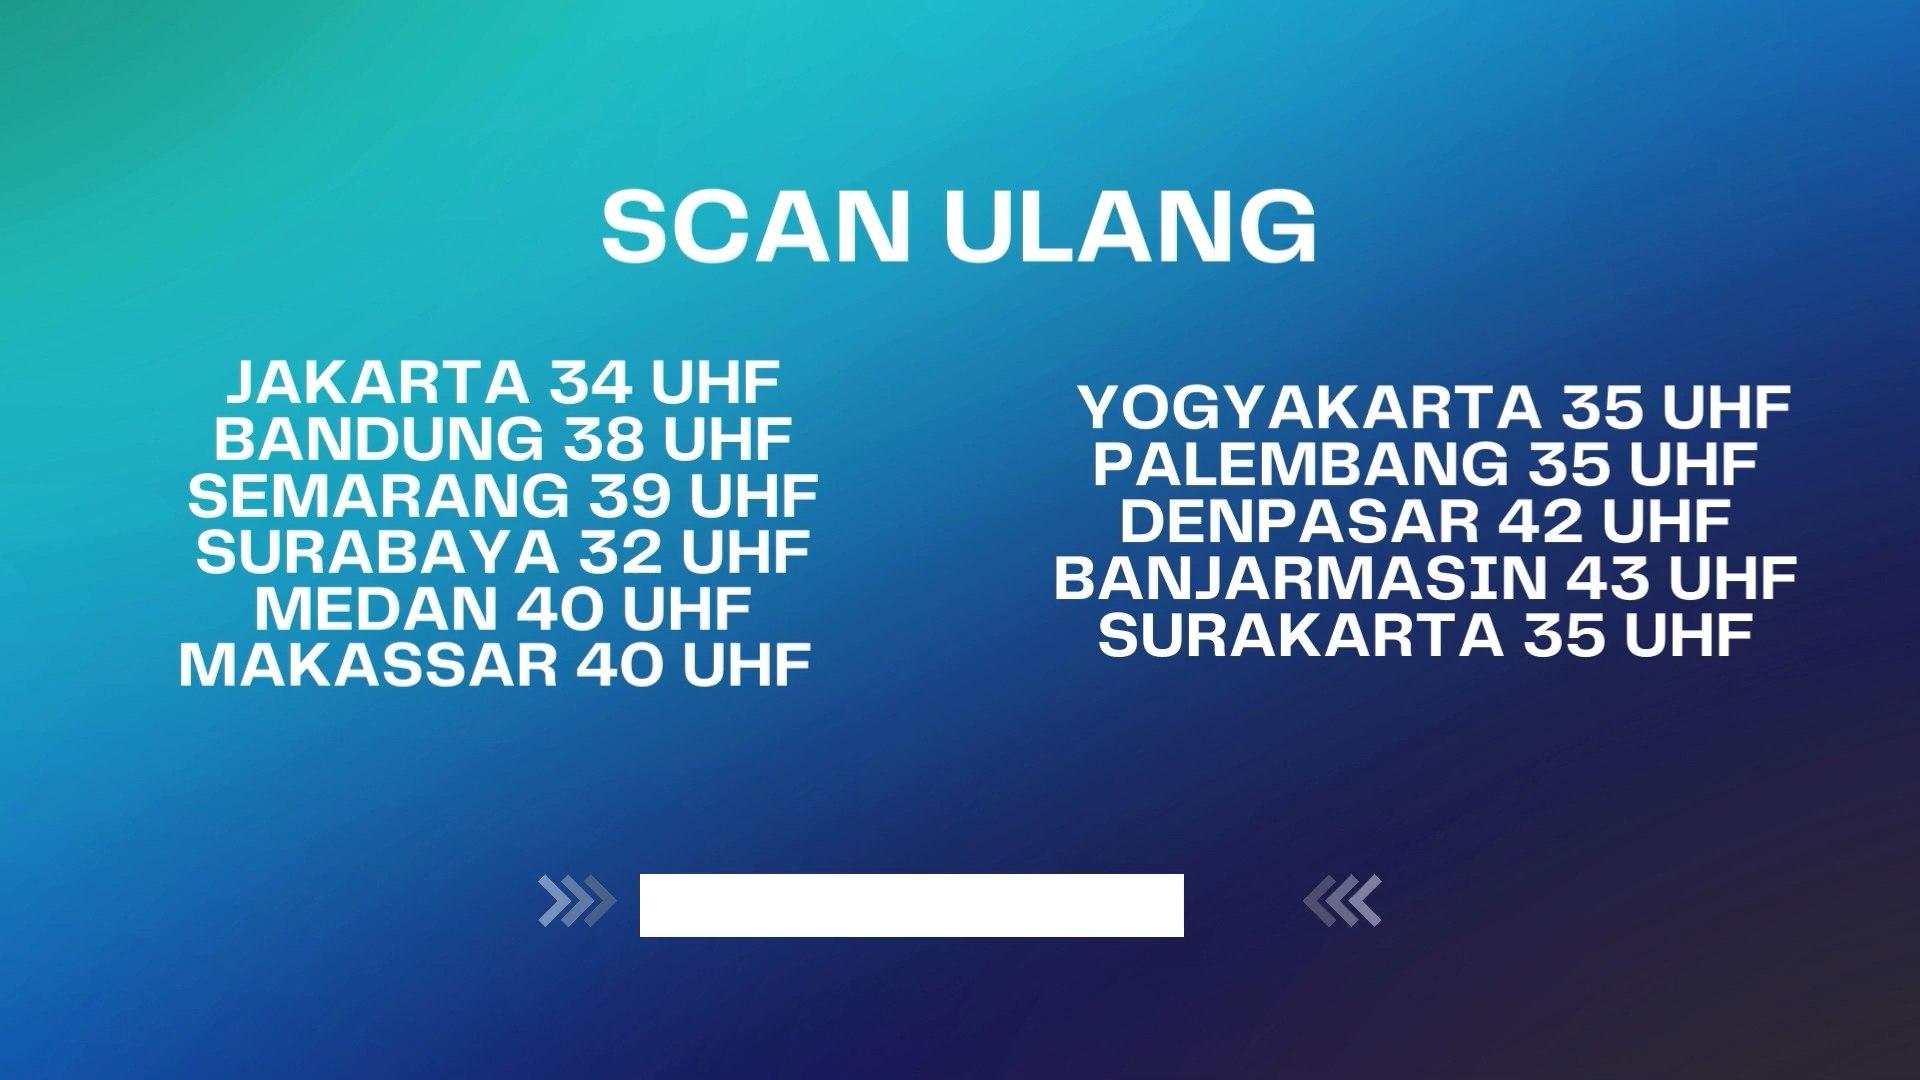 SCAN ULANG
JAKARTA 34 UHF
BANDUNG 38 UHF
SEMARANG 39 UHF
SURABAYA 32 UHF
MEDAN 40 UHF
MAKASSAR 40 UHF
YOGYAKARTA 35 UHF
PALEMBANG 35 UHF
DENPASAR 42 UHF
BANJARMASIN 43 UHF
SURAKARTA 35 UHF